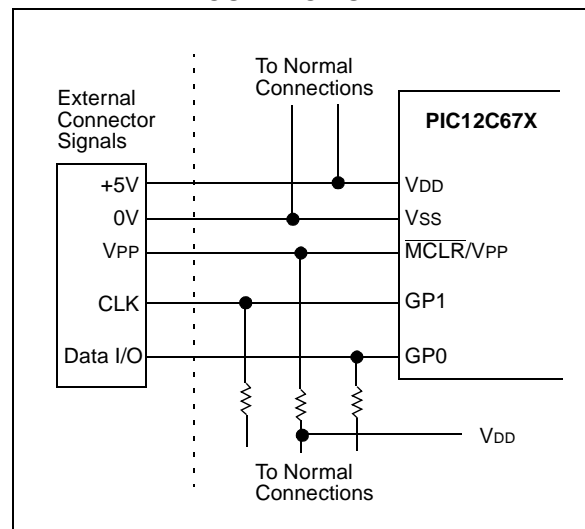 To Normal
Connections
External
Connector
Signals
PIC12C67X
+5V
VDD
0V
VSS
VPP
MCLR/VPP
CLK
GP1
Data I/O
GP0
VDD
To Normal
Connections